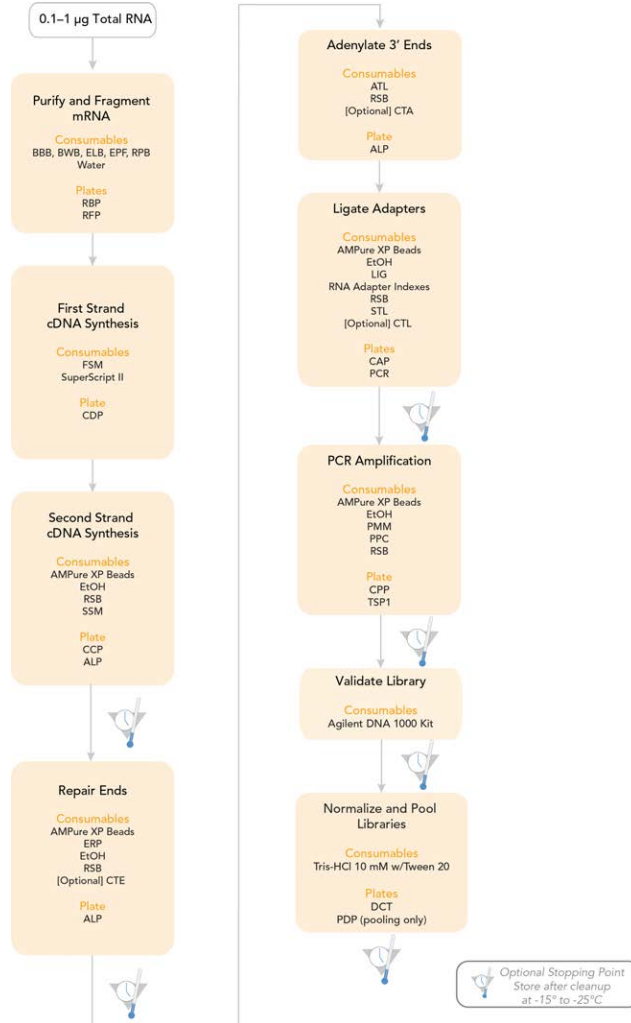 0.1–1 µg Total RNA
Purify and Fragment
mRNA
Consumables
BBB, BWB, ELB, EPF, RPB
Water
Plates
RBP
RFP
First Strand
cDNA Synthesis
Consumables
FSM
SuperScript II
Plate
CDP
Second Strand
cDNA Synthesis
Consumables
AMPure XP Beads
EtOH
RSB
SSM
Plate
CCP
ALP
Repair Ends
Consumables
AMPure XP Beads
ERP
EtOH
RSB
[Optional] CTE
Plate
ALP
Adenylate 3’ Ends
Consumables
ATL
RSB
[Optional] CTA
Plate
ALP
Ligate Adapters
Consumables
AMPure XP Beads
EtOH
LIG
RNA Adapter Indexes
RSB
STL
[Optional] CTL
Plates
CAP
PCR
PCR Amplification
Consumables
AMPure XP Beads
EtOH
PMM
PPC
RSB
Plate
CPP
TSP1
Validate Library
Consumables
Agilent DNA 1000 Kit
Normalize and Pool
Libraries
Consumables
Tris-HCl 10 mM w/Tween 20
Plates
DCT
PDP (pooling only)
Optional Stopping Point
Store after cleanup
at -15° to -25°C